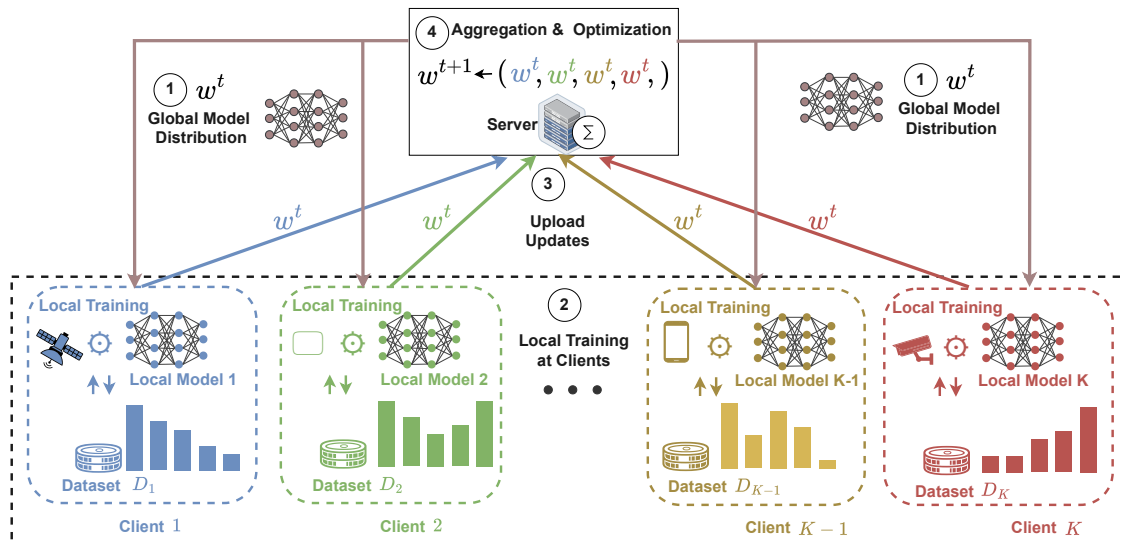 4 Aggregation & Optimization
w^{t+1} ← ( w^t, w^t, w^t, w^t, )
Server
Σ
1 w^t
Global Model
Distribution
1 w^t
Global Model
Distribution
3
Upload
Updates
w^t
w^t
w^t
w^t
2
Local Training
at Clients
• • •
Local Training
Local Model 1
Dataset D_1
Client 1
Local Training
Local Model 2
Dataset D_2
Client 2
Local Training
Local Model K-1
Dataset D_{K-1}
Client K - 1
Local Training
Local Model K
Dataset D_K
Client K